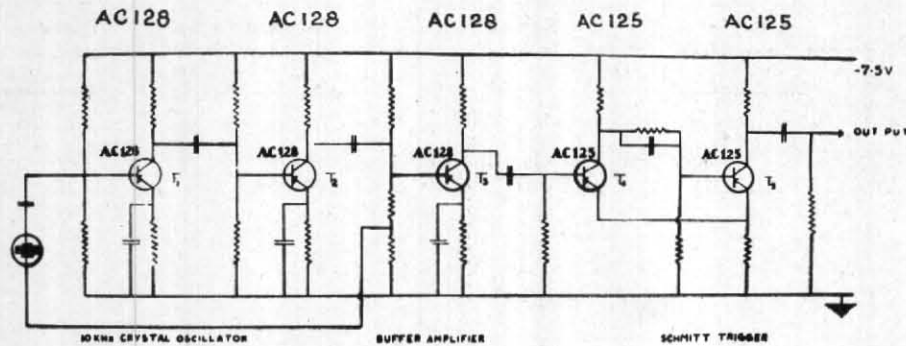 AC128 AC128 AC128 AC125 AC125
-7·5V
OUT PUT
AC128 AC128 AC128 AC125 AC125
T1 T2 T3 T4 T5
10KHz CRYSTAL OSCILLATOR BUFFER AMPLIFIER SCHMITT TRIGGER